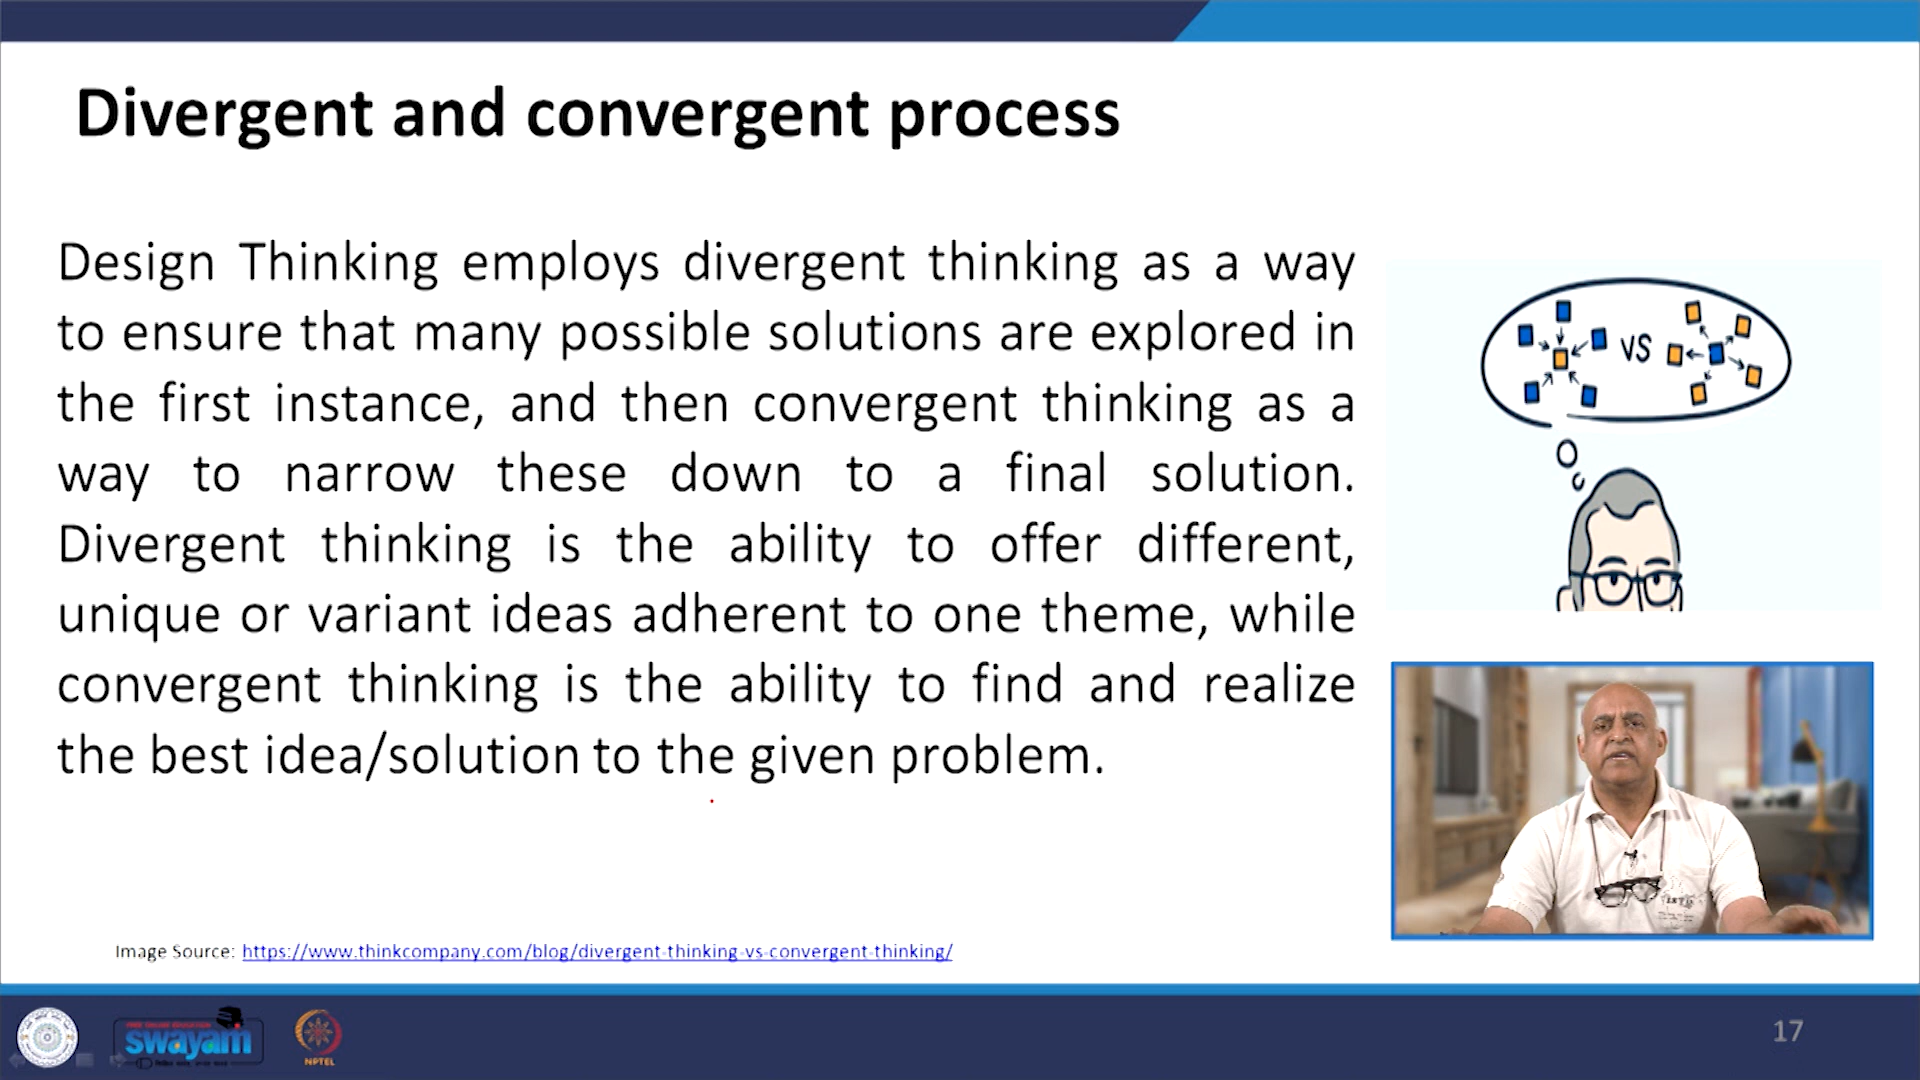 Divergent and convergent process
Design Thinking employs divergent thinking as a way
to ensure that many possible solutions are explored in
the first instance, and then convergent thinking as a
way to narrow these down to a final solution.
Divergent thinking is the ability to offer different,
unique or variant ideas adherent to one theme, while
convergent thinking is the ability to find and realize
the best idea/solution to the given problem.
VS
Image Source: https://www.thinkcompany.com/blog/divergent-thinking-vs-convergent-thinking/
swayam
NPTEL
17